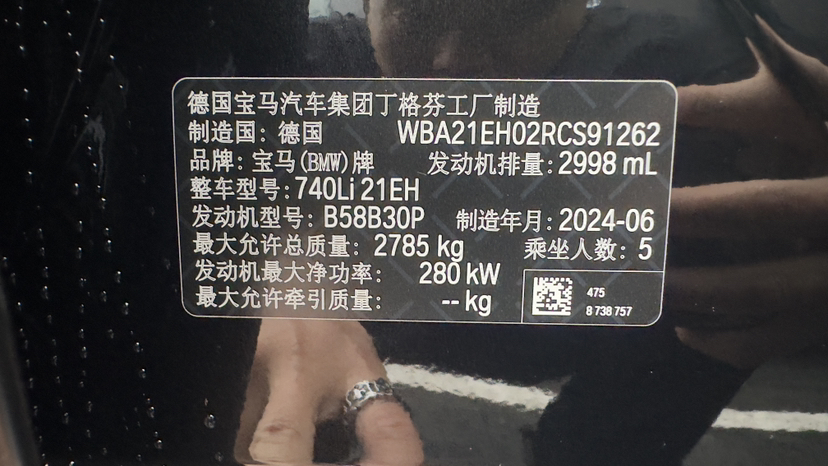 德国宝马汽车集团丁格芬工厂制造
制造国: 德国 WBA21EH02RCS91262
品牌: 宝马(BMW)牌 发动机排量: 2998 mL
整车型号: 740Li 21EH
发动机型号: B58B30P 制造年月: 2024-06
最大允许总质量: 2785 kg 乘坐人数: 5
发动机最大净功率: 280 kW
最大允许牵引质量: -- kg
475
8 738 757